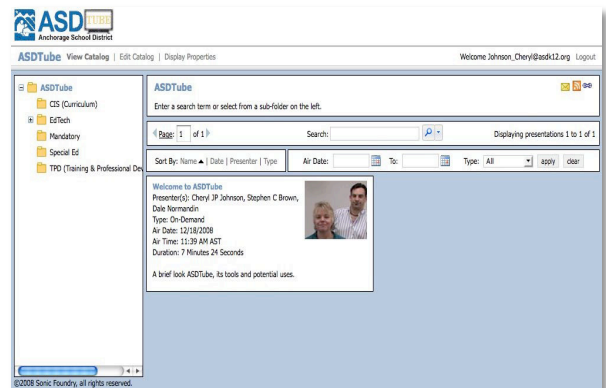 ASD TUBE
Anchorage School District
ASDTube View Catalog | Edit Catalog | Display Properties
Welcome Johnson_Cheryl@asdk12.org Logout
ASDTube
CIS (Curriculum)
EdTech
Mandatory
Special Ed
TPD (Training & Professional Dev
ASDTube
Enter a search term or select from a sub-folder on the left.
Page: 1 of 1
Search:
Displaying presentations 1 to 1 of 1
Sort By: Name ▲ | Date | Presenter | Type
Air Date:
To:
Type: All
apply
clear
Welcome to ASDTube
Presenter(s): Cheryl JP Johnson, Stephen C Brown,
Dale Normandin
Type: On-Demand
Air Date: 12/18/2008
Air Time: 11:39 AM AST
Duration: 7 Minutes 24 Seconds
A brief look ASDTube, its tools and potential uses.
©2008 Sonic Foundry, all rights reserved.